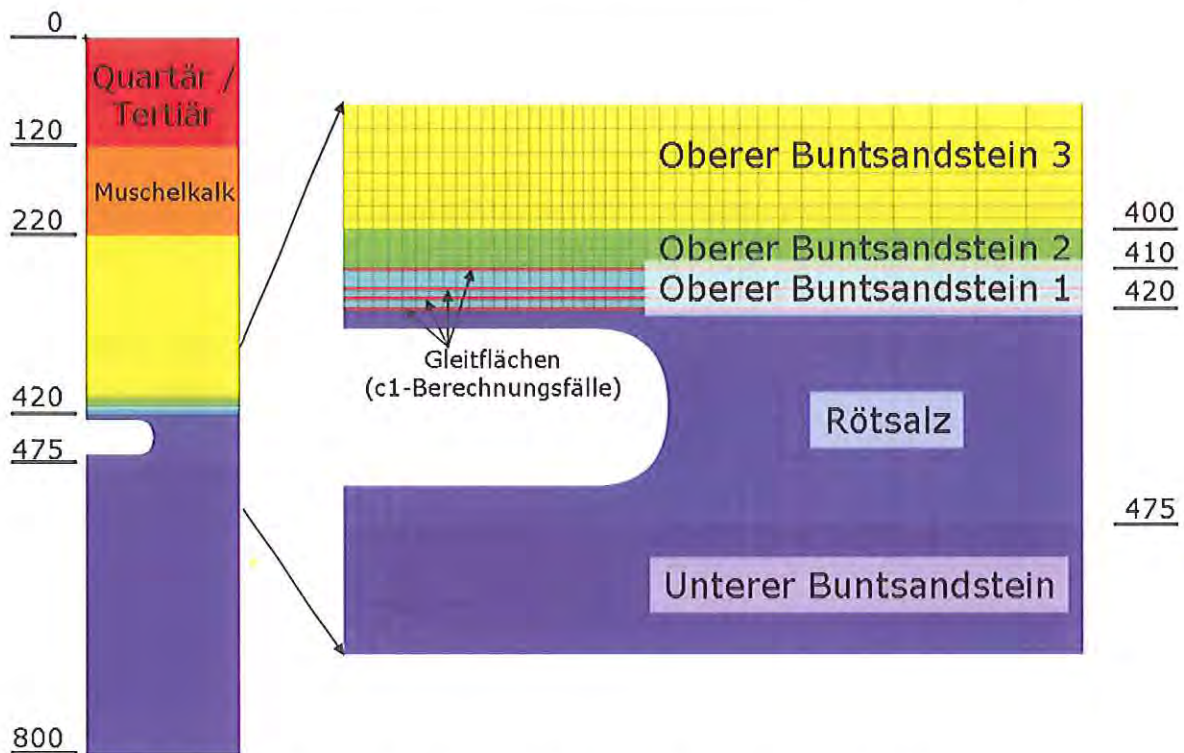 0
Quartär /
Tertiär
120
Muschelkalk
220
420
475
800
Oberer Buntsandstein 3
400
Oberer Buntsandstein 2
410
Oberer Buntsandstein 1
420
Gleitflächen
(c1-Berechnungsfälle)
Rötsalz
475
Unterer Buntsandstein